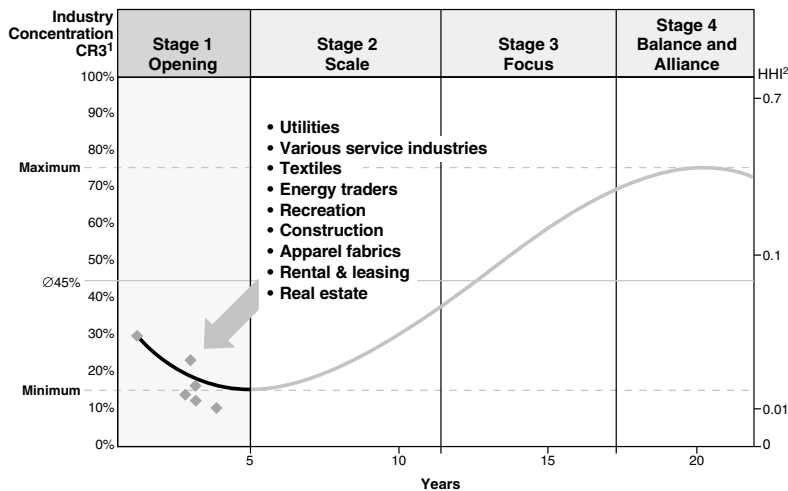 Industry
Concentration
CR3¹
Stage 1
Opening
Stage 2
Scale
Stage 3
Focus
Stage 4
Balance and
Alliance
HHI²
100%
90%
80%
Maximum
70%
60%
50%
Ø45%
40%
30%
20%
Minimum
10%
0%
• Utilities
• Various service industries
• Textiles
• Energy traders
• Recreation
• Construction
• Apparel fabrics
• Rental & leasing
• Real estate
0.7
0.1
0.01
0
5
10
15
20
Years